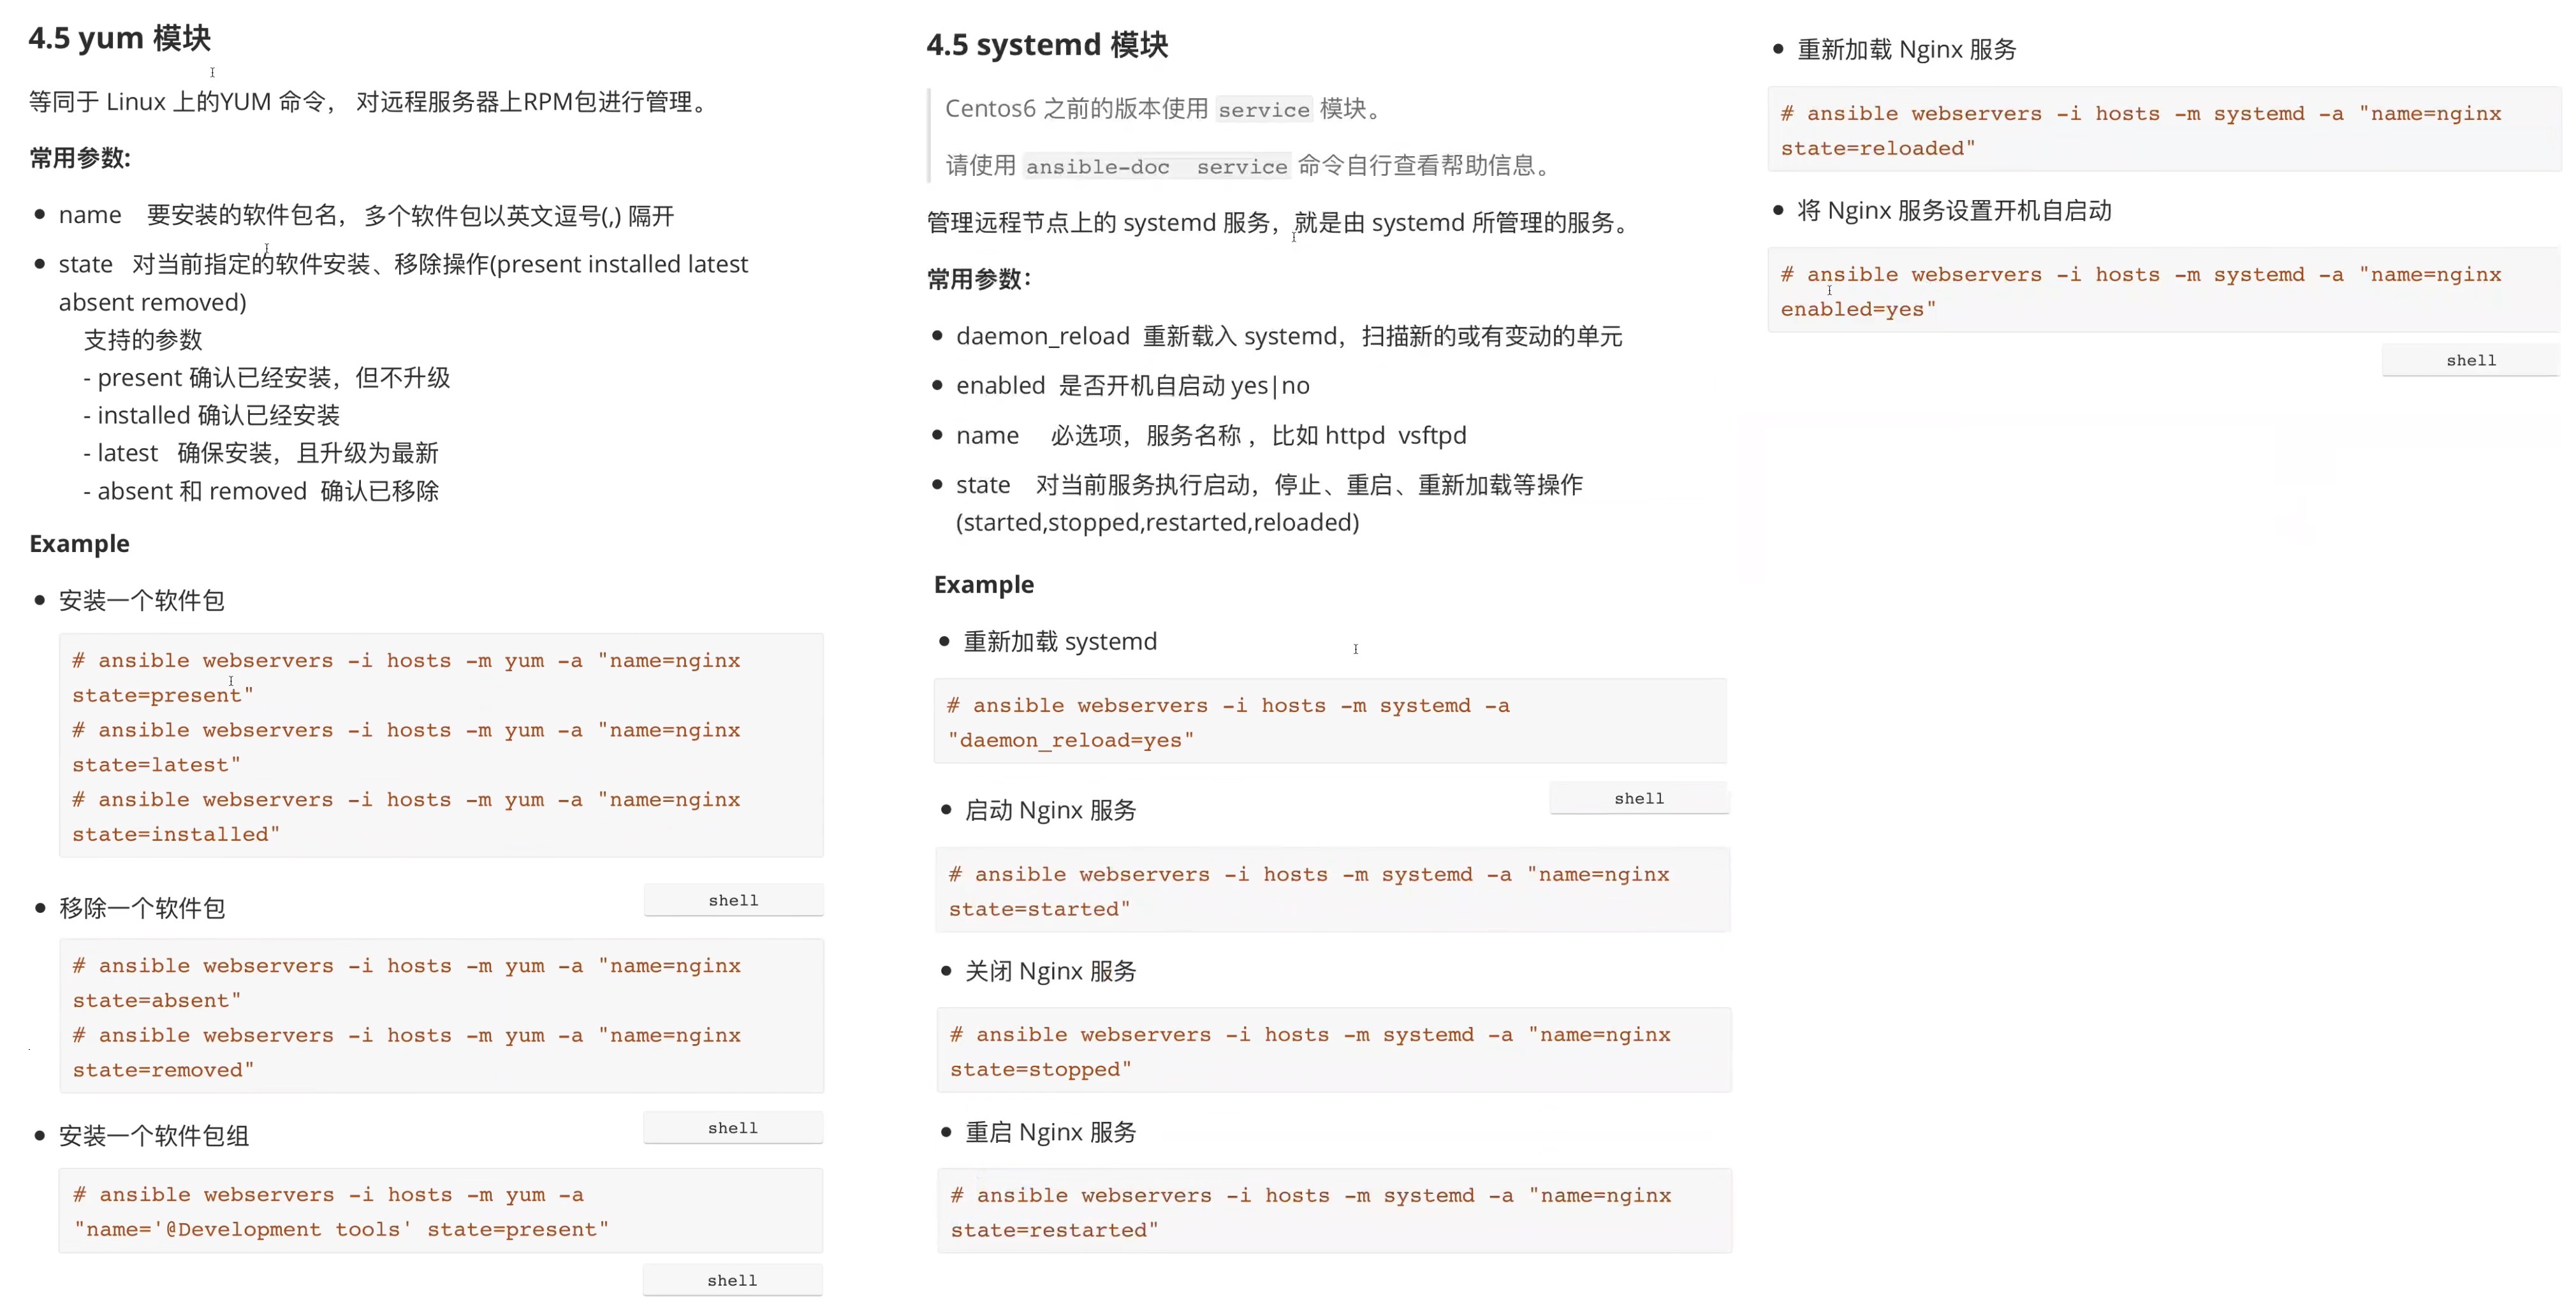 4.5 yum 模块
等同于 Linux 上的YUM 命令， 对远程服务器上RPM包进行管理。
常用参数:
● name 要安装的软件包名， 多个软件包以英文逗号(,) 隔开
● state 对当前指定的软件安装、移除操作(present installed latest
absent removed)
支持的参数
- present 确认已经安装，但不升级
- installed 确认已经安装
- latest 确保安装，且升级为最新
- absent 和 removed 确认已移除
Example
● 安装一个软件包
# ansible webservers -i hosts -m yum -a "name=nginx
state=present"
# ansible webservers -i hosts -m yum -a "name=nginx
state=latest"
# ansible webservers -i hosts -m yum -a "name=nginx
state=installed"
● 移除一个软件包
shell
# ansible webservers -i hosts -m yum -a "name=nginx
state=absent"
# ansible webservers -i hosts -m yum -a "name=nginx
state=removed"
● 安装一个软件包组
shell
# ansible webservers -i hosts -m yum -a
"name='@Development tools' state=present"
shell
4.5 systemd 模块
Centos6 之前的版本使用 service 模块。
请使用 ansible-doc service 命令自行查看帮助信息。
管理远程节点上的 systemd 服务，就是由 systemd 所管理的服务。
常用参数：
● daemon_reload 重新载入 systemd，扫描新的或有变动的单元
● enabled 是否开机自启动 yes|no
● name 必选项，服务名称 ，比如 httpd vsftpd
● state 对当前服务执行启动，停止、重启、重新加载等操作
(started,stopped,restarted,reloaded)
Example
● 重新加载 systemd
# ansible webservers -i hosts -m systemd -a
"daemon_reload=yes"
● 启动 Nginx 服务
shell
# ansible webservers -i hosts -m systemd -a "name=nginx
state=started"
● 关闭 Nginx 服务
# ansible webservers -i hosts -m systemd -a "name=nginx
state=stopped"
● 重启 Nginx 服务
# ansible webservers -i hosts -m systemd -a "name=nginx
state=restarted"
● 重新加载 Nginx 服务
# ansible webservers -i hosts -m systemd -a "name=nginx
state=reloaded"
● 将 Nginx 服务设置开机自启动
# ansible webservers -i hosts -m systemd -a "name=nginx
enabled=yes"
shell